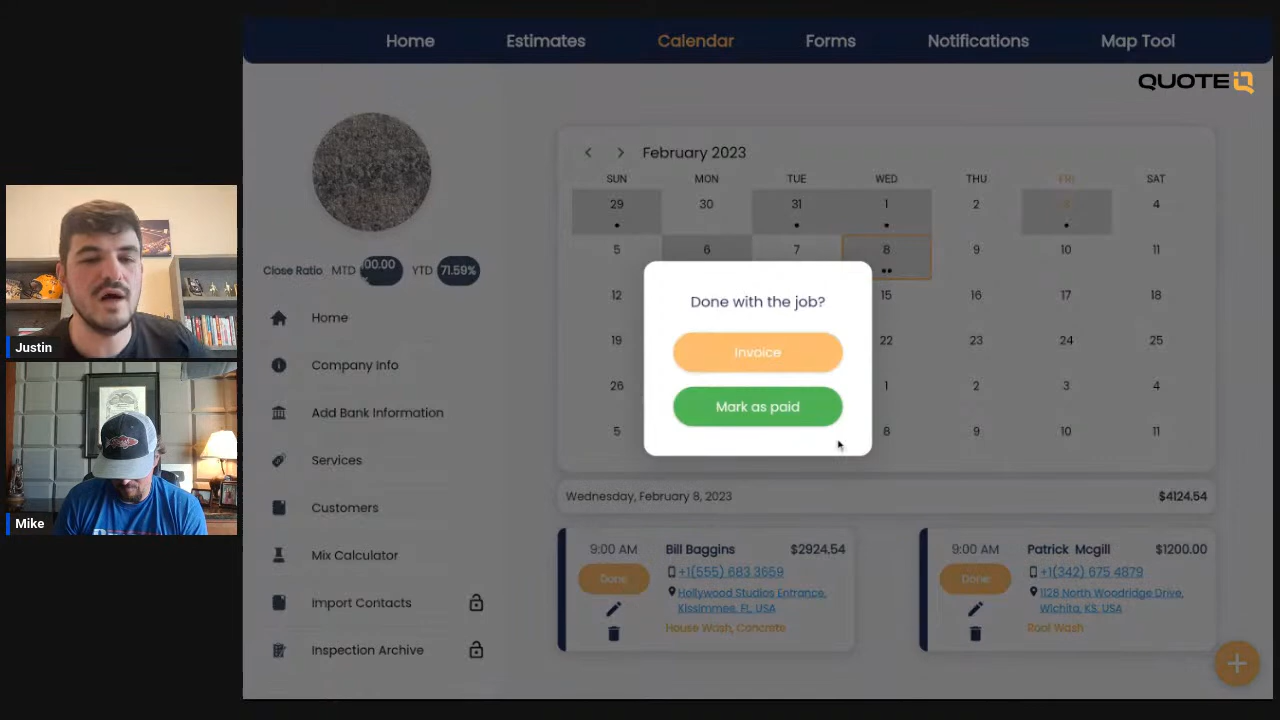 Home Estimates Calendar Forms Notifications Map Tool
QUOTE IQ
Close Ratio MTD 00.00 YTD 71.59%
Home
Company Info
Add Bank Information
Services
Customers
Mix Calculator
Import Contacts
Inspection Archive
February 2023
SUN MON TUE WED THU FRI SAT
29 30 31 1 2 3 4
5 6 7 8 9 10 11
12 15 16 17 18
19 22 23 24 25
26 1 2 3 4
5 8 9 10 11
Done with the job?
Invoice
Mark as paid
Wednesday, February 8, 2023 $4124.54
9:00 AM Bill Baggins $2924.54
Done +1(555) 683 3659
Hollywood Studios Entrance,
Kissimmee, FL, USA
House Wash, Concrete
9:00 AM Patrick Mcgill $1200.00
Done +1(342) 675 4879
1128 North Woodridge Drive,
Wichita, KS, USA
Roof Wash
Justin
Mike